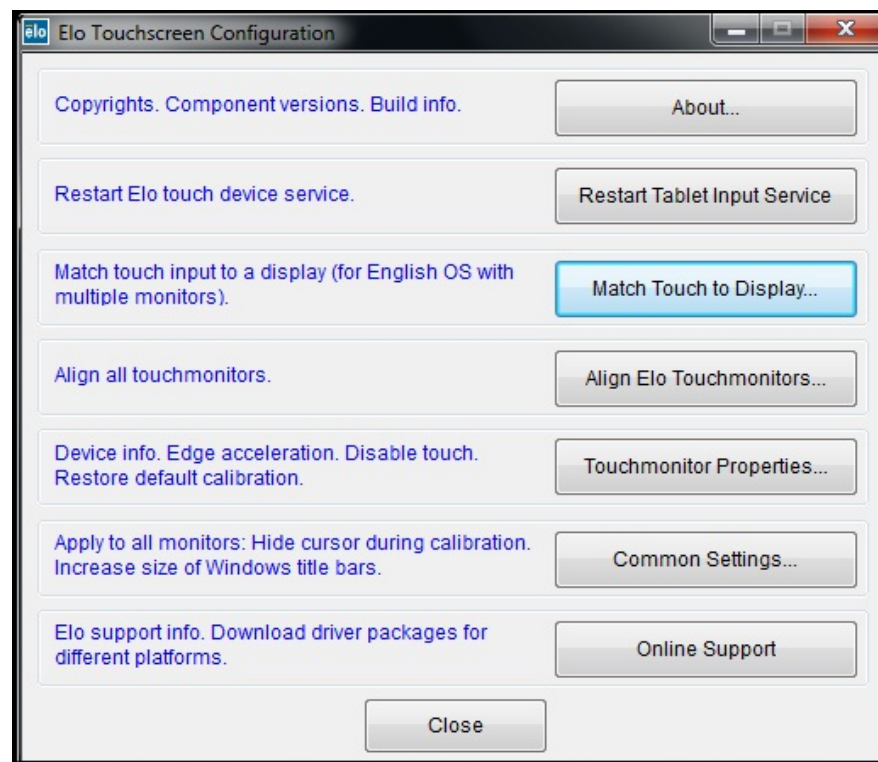 elo Elo Touchscreen Configuration
Copyrights. Component versions. Build info.
About...
Restart Elo touch device service.
Restart Tablet Input Service
Match touch input to a display (for English OS with
multiple monitors).
Match Touch to Display...
Align all touchmonitors.
Align Elo Touchmonitors...
Device info. Edge acceleration. Disable touch.
Restore default calibration.
Touchmonitor Properties...
Apply to all monitors: Hide cursor during calibration.
Increase size of Windows title bars.
Common Settings...
Elo support info. Download driver packages for
different platforms.
Online Support
Close